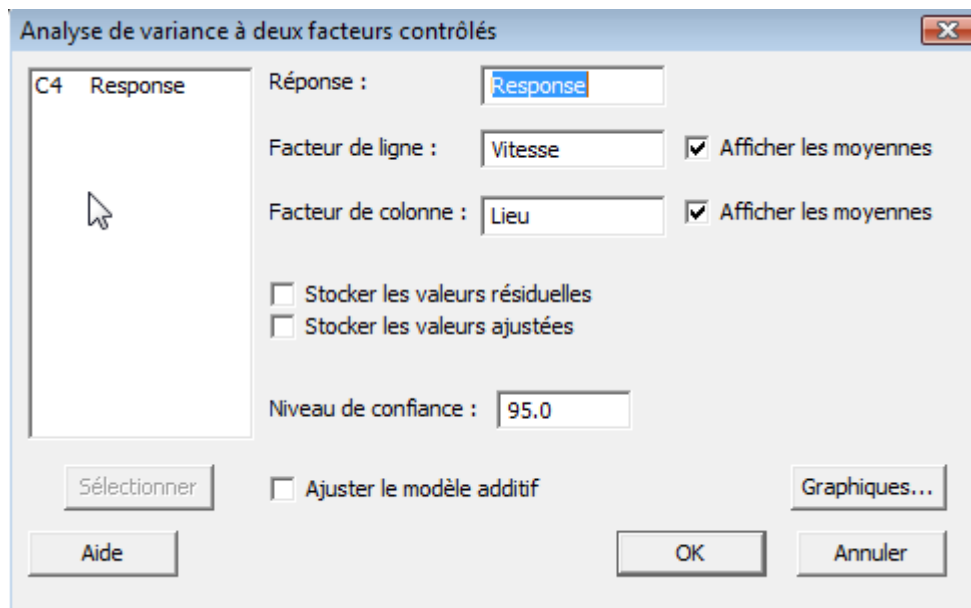 Analyse de variance à deux facteurs contrôlés
C4 Response
Réponse : Response
Facteur de ligne : Vitesse Afficher les moyennes
Facteur de colonne : Lieu Afficher les moyennes
Stocker les valeurs résiduelles
Stocker les valeurs ajustées
Niveau de confiance : 95.0
Sélectionner
Ajuster le modèle additif
Graphiques...
Aide
OK
Annuler